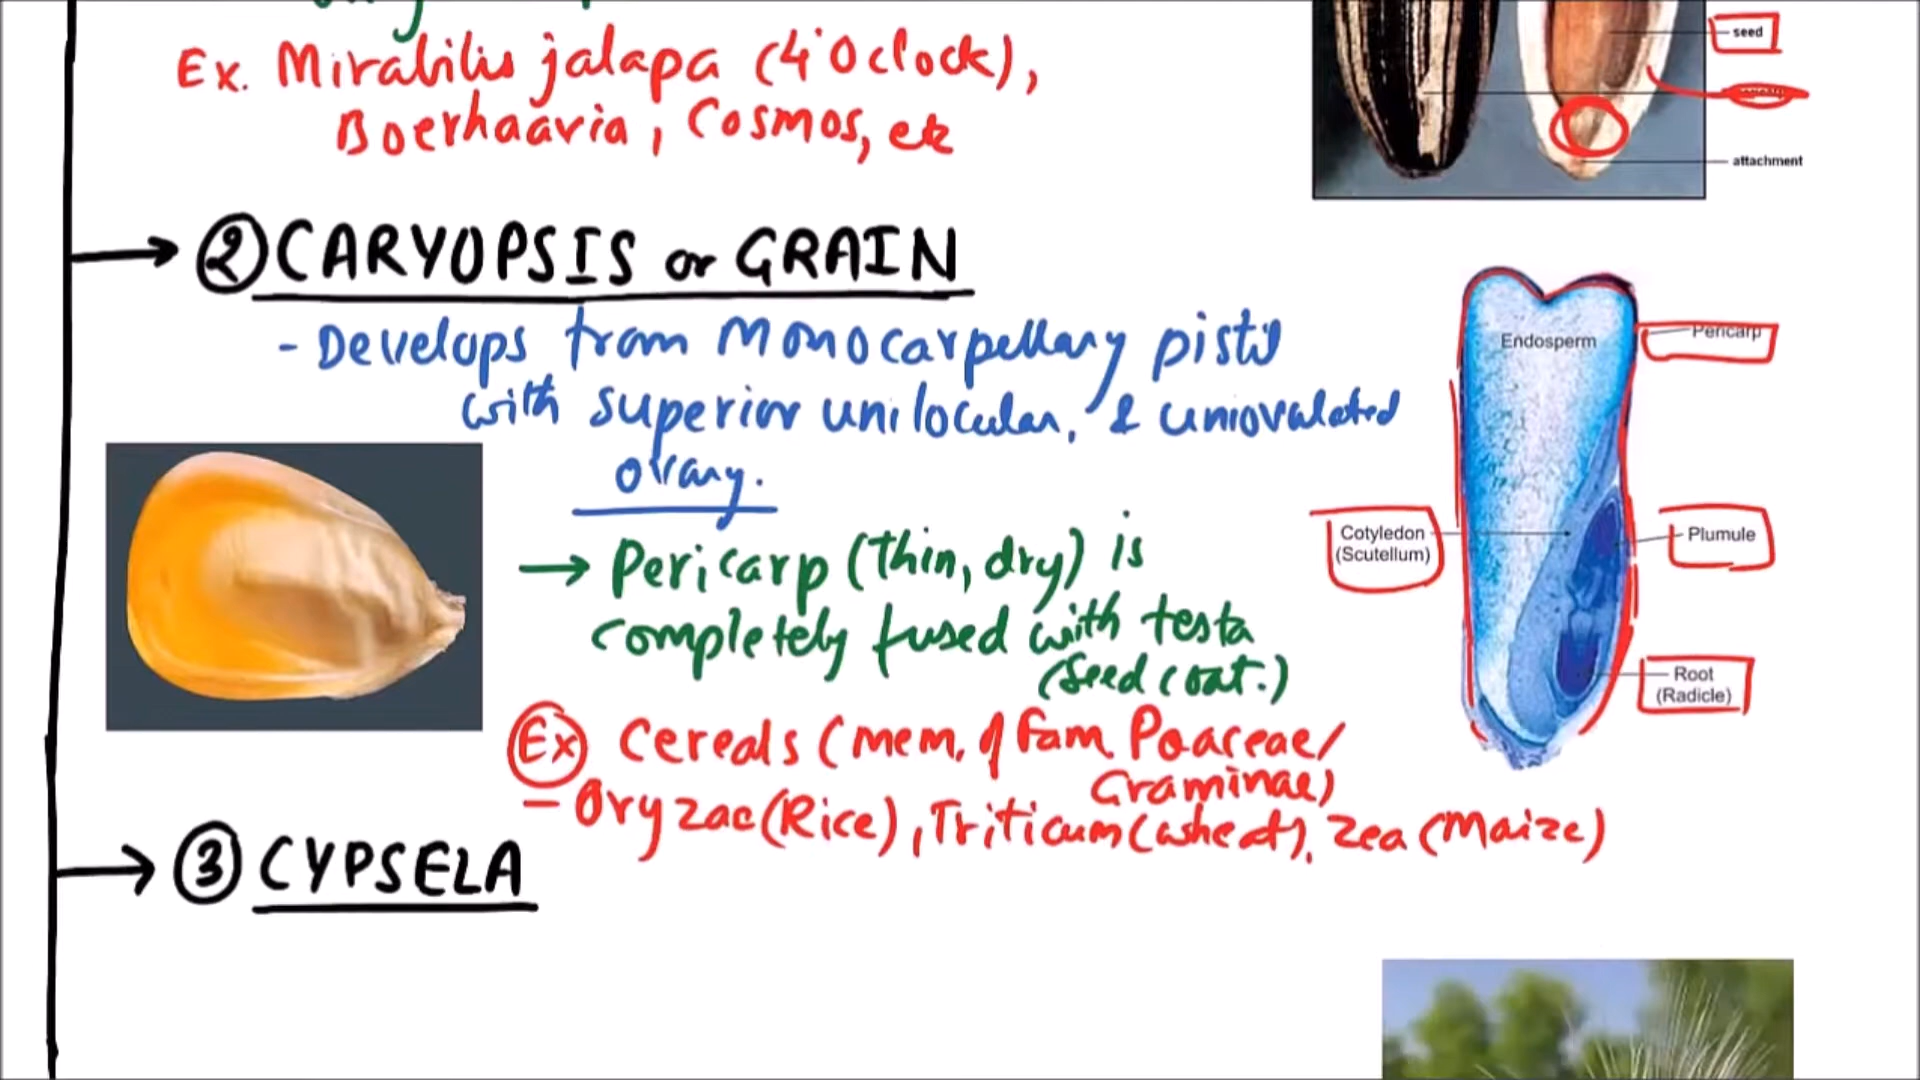 Ex. Mirabilis jalapa (4'O clock),
Boerhaavia, Cosmos, etc
seed
attachment
② CARYOPSIS or GRAIN
- Develops from Monocarpellary pistil
with superior unilocular, & uniovulated
ovary.
Endosperm
Pericarp
Cotyledon
(Scutellum)
Plumule
Root
(Radicle)
→ Pericarp (thin, dry) is
completely fused with testa
(Seed coat.)
Ex Cereals (mem. of Fam Poaceae/
Graminae)
- Oryzae (Rice), Triticum (wheat), Zea (Maize)
③ CYPSELA